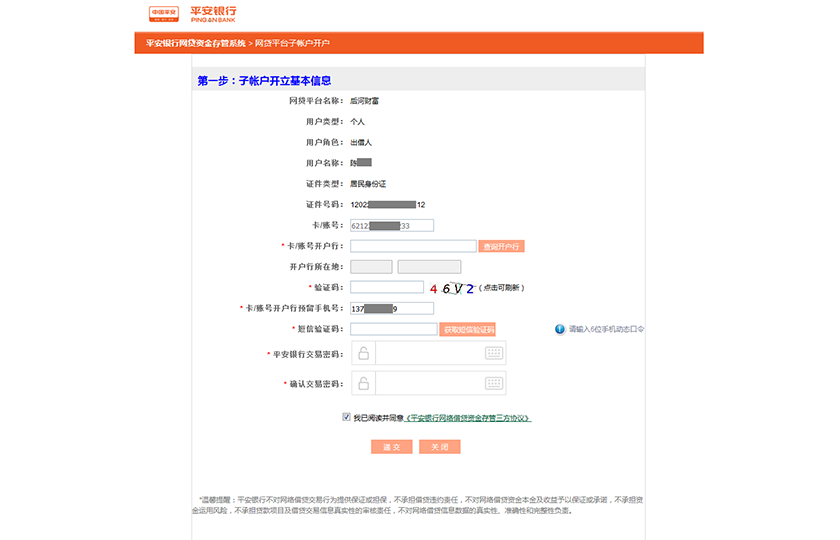 中国平安
平安银行
PING AN BANK
平安银行网贷资金存管系统 > 网贷平台子帐户开户
第一步：子帐户开立基本信息
网贷平台名称： 后河财富
用户类型： 个人
用户角色： 出借人
用户名称： 陈
证件类型： 居民身份证
证件号码： 1202 12
卡/账号： 6212 233
* 卡/账号开户行： 查询开户行
开户行所在地：
* 验证码： 4 6 V 2 （点击可刷新）
* 卡/账号开户行预留手机号： 137 9
* 短信验证码： 获取短信验证码 请输入6位手机动态口令
* 平安银行交易密码：
* 确认交易密码：
我已阅读并同意《平安银行网络借贷资金存管三方协议》
递 交 关 闭
*温馨提醒：平安银行不对网络借贷交易行为提供保证或担保，不承担借贷违约责任，不对网络借贷资金本金及收益予以保证或承诺，不承担资
金运用风险，不承担贷款项目及借贷交易信息真实性的审核责任，不对网络借贷信息数据的真实性、准确性和完整性负责。